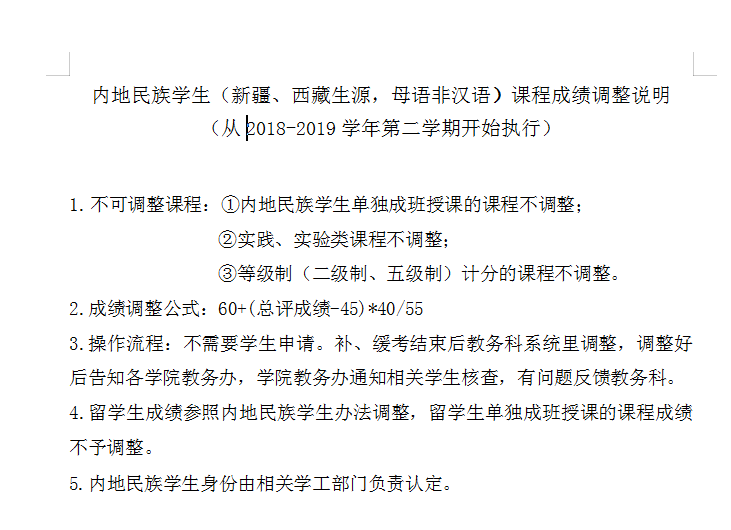 内地民族学生（新疆、西藏生源，母语非汉语）课程成绩调整说明
（从 2018-2019 学年第二学期开始执行）
1. 不可调整课程：①内地民族学生单独成班授课的课程不调整；
②实践、实验类课程不调整；
③等级制（二级制、五级制）计分的课程不调整。
2. 成绩调整公式：60+(总评成绩-45)*40/55
3. 操作流程：不需要学生申请。补、缓考结束后教务科系统里调整，调整好
后告知各学院教务办，学院教务办通知相关学生核查，有问题反馈教务科。
4. 留学生成绩参照内地民族学生办法调整，留学生单独成班授课的课程成绩
不予调整。
5. 内地民族学生身份由相关学工部门负责认定。